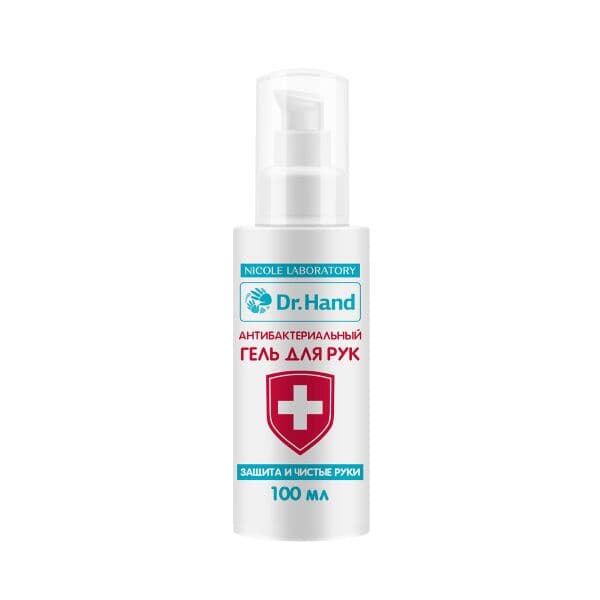 NICOLE LABORATORY
Dr.Hand
АНТИБАКТЕРИАЛЬНЫЙ
ГЕЛЬ ДЛЯ РУК
ЗАЩИТА И ЧИСТЫЕ РУКИ
100 мл